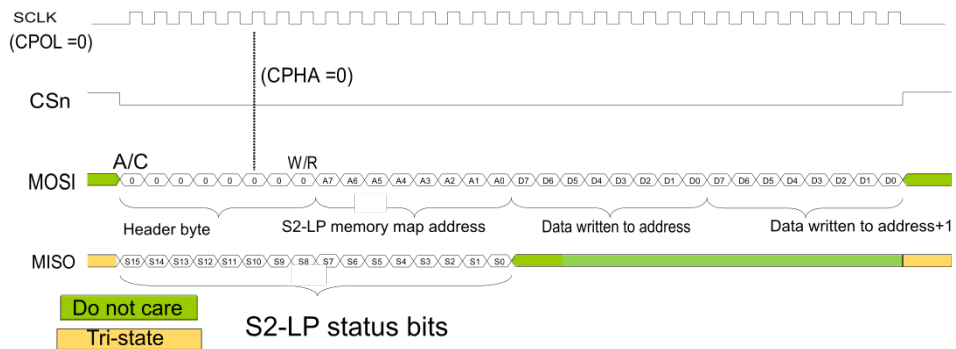 SCLK
(CPOL =0)
(CPHA =0)
CSn
A/C W/R
MOSI 0 0 0 0 0 0 0 0 A7 A6 A5 A4 A3 A2 A1 A0 D7 D6 D5 D4 D3 D2 D1 D0 D7 D6 D5 D4 D3 D2 D1 D0
Header byte S2-LP memory map address Data written to address Data written to address+1
MISO S15 S14 S13 S12 S11 S10 S9 S8 S7 S6 S5 S4 S3 S2 S1 S0
Do not care
S2-LP status bits
Tri-state